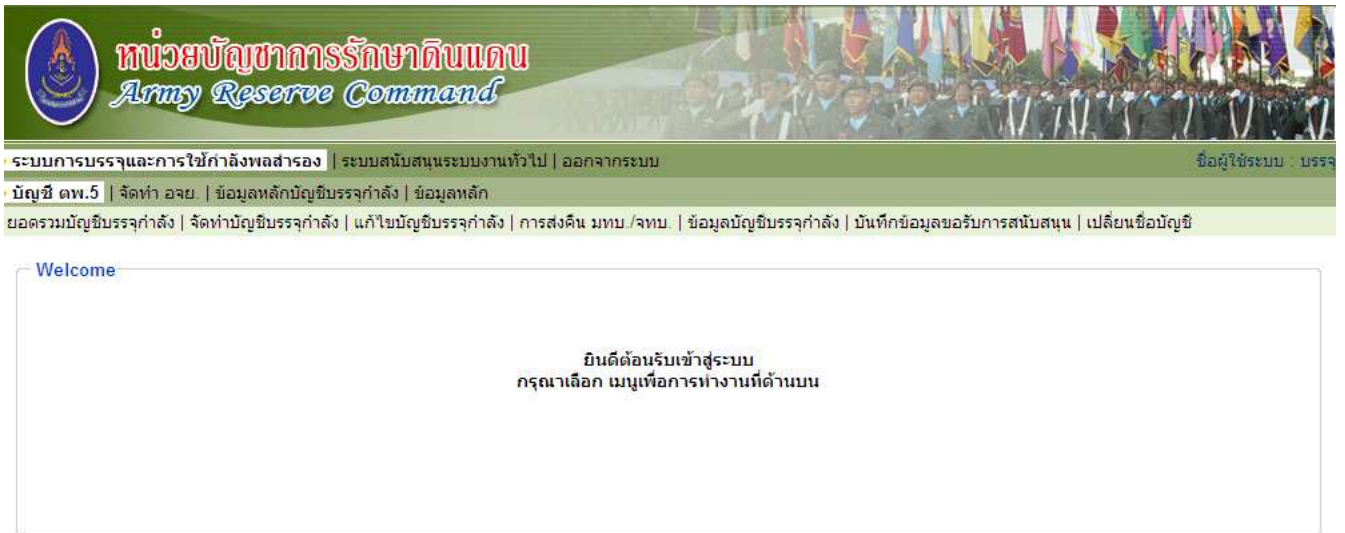 หน่วยบัญชาการรักษาดินแดน
Army Reserve Command
ระบบการบรรจุและการใช้กำลังพลสำรอง | ระบบสนับสนุนระบบงานทั่วไป | ออกจากระบบ ชื่อผู้ใช้ระบบ : บรรจุ
บัญชี ตพ.5 | จัดทำ อจย. | ข้อมูลหลักบัญชีบรรจุกำลัง | ข้อมูลหลัก
ยอดรวมบัญชีบรรจุกำลัง | จัดทำบัญชีบรรจุกำลัง | แก้ไขบัญชีบรรจุกำลัง | การส่งคืน มทบ./จทบ. | ข้อมูลบัญชีบรรจุกำลัง | บันทึกข้อมูลขอรับการสนับสนุน | เปลี่ยนชื่อบัญชี
Welcome
ยินดีต้อนรับเข้าสู่ระบบ
กรุณาเลือก เมนูเพื่อการทำงานที่ด้านบน